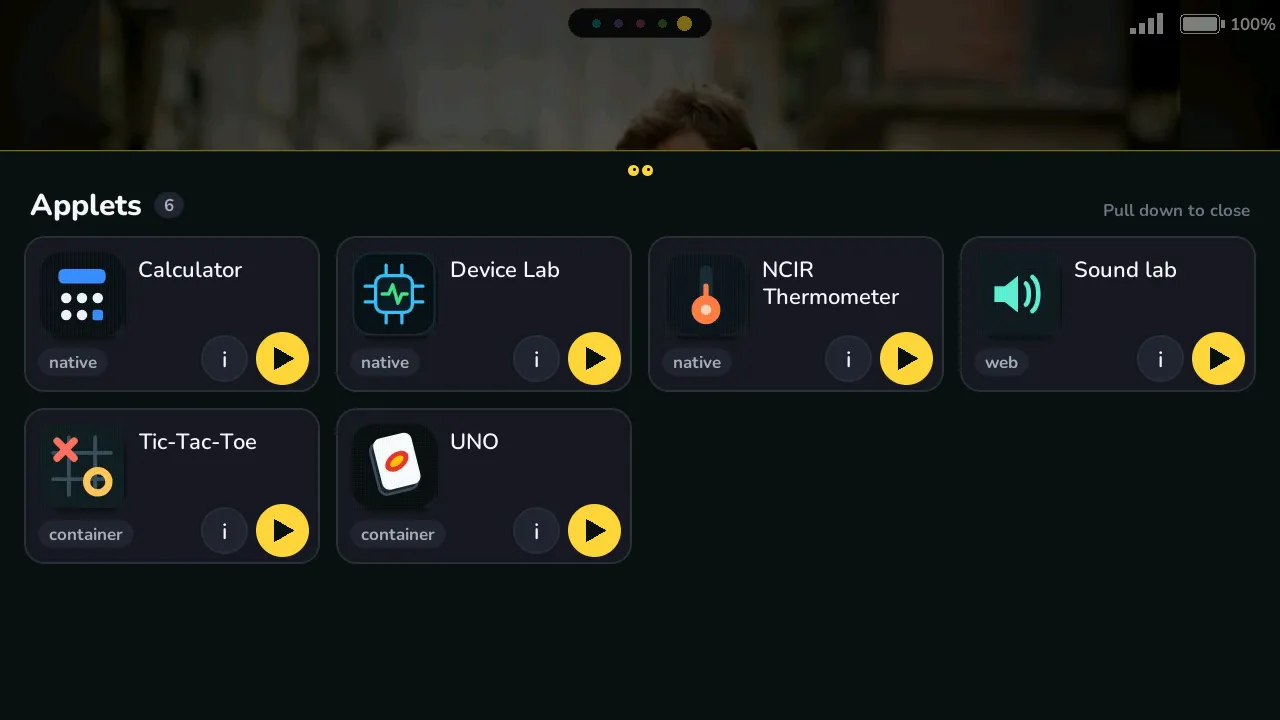 100%
Applets 6
Pull down to close
Calculator
native
i
Device Lab
native
i
NCIR
Thermometer
native
i
Sound lab
web
i
Tic-Tac-Toe
container
i
UNO
container
i